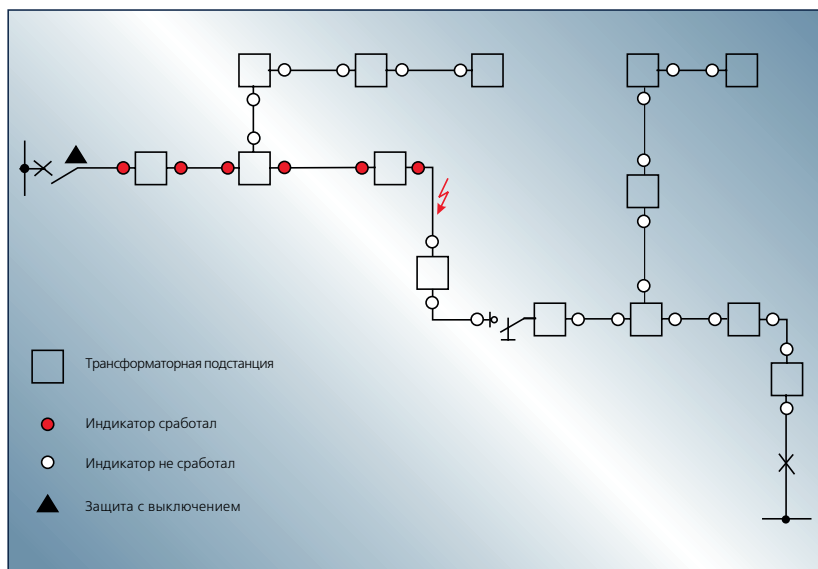 Трансформаторная подстанция
Индикатор сработал
Индикатор не сработал
Защита с выключением